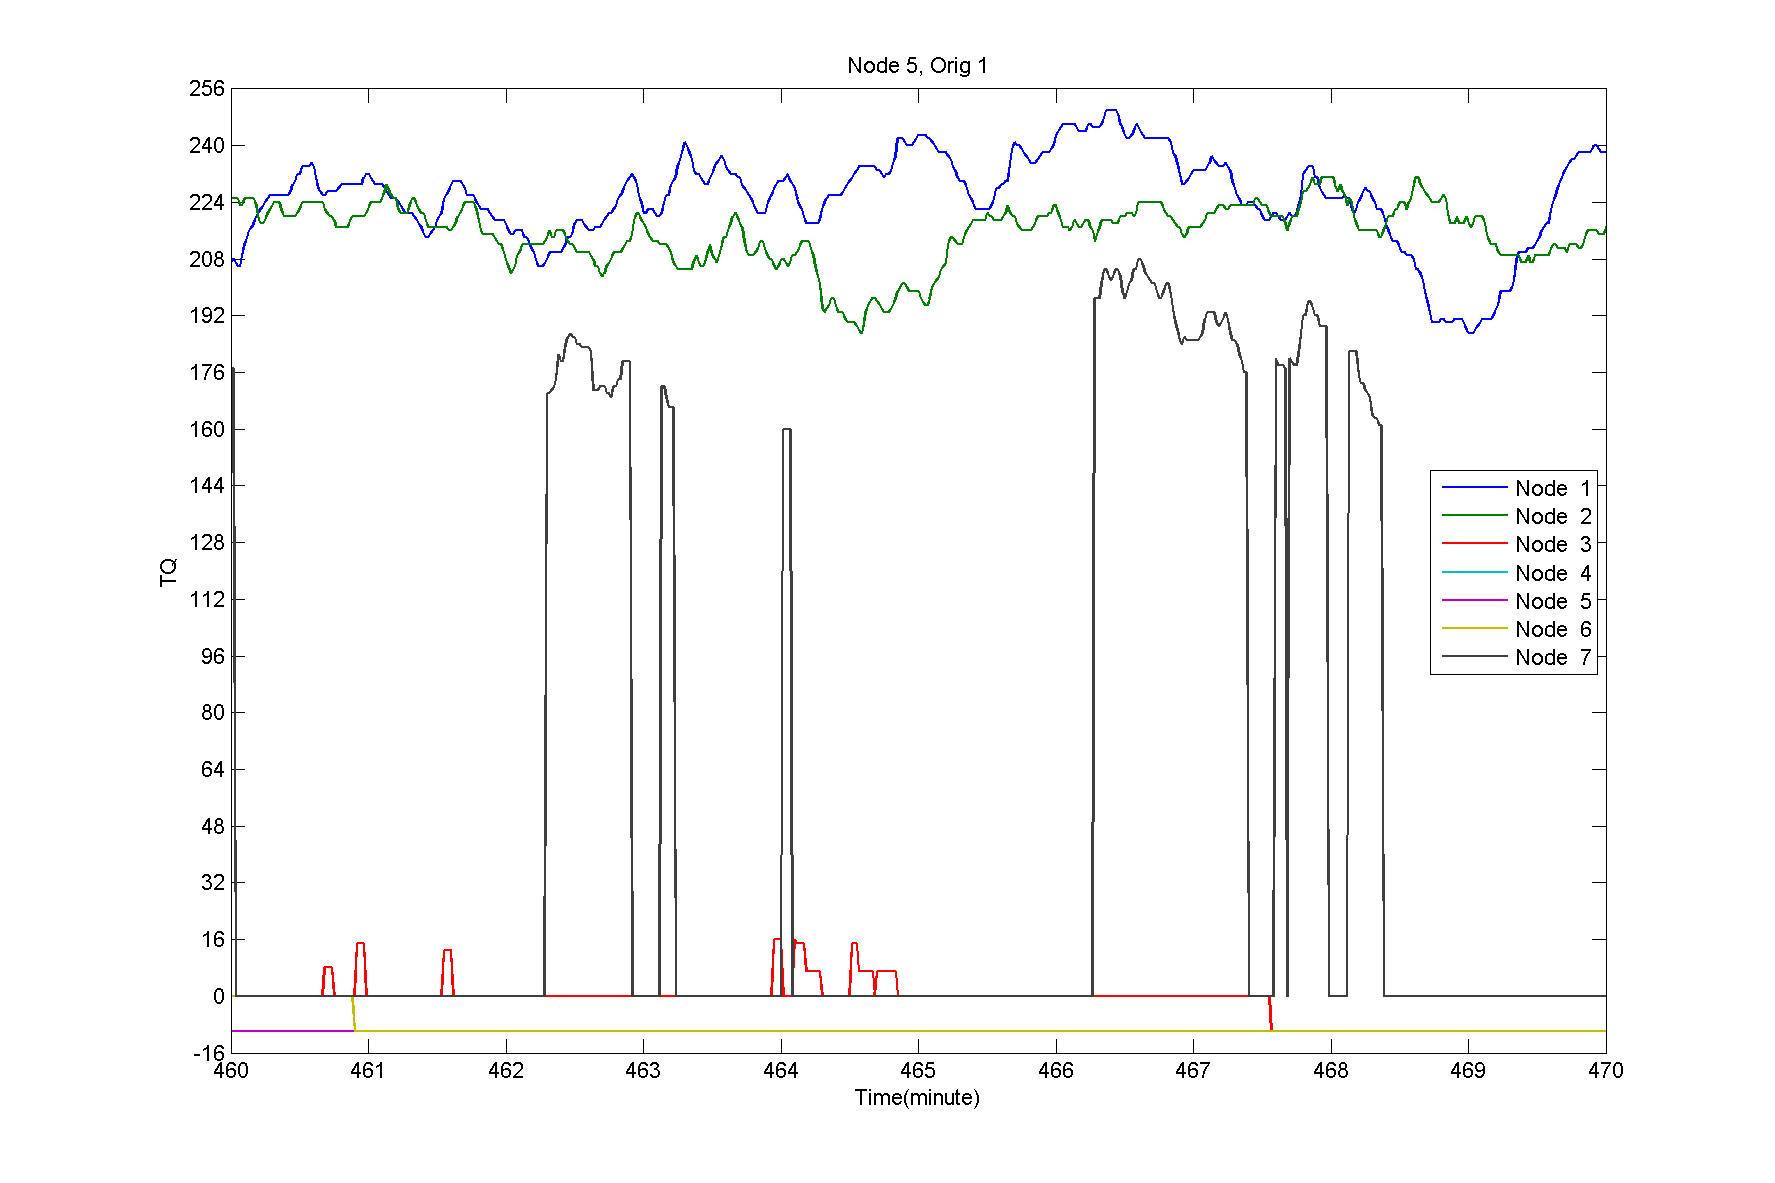 Node 5, Orig 1
256
240
224
208
192
176
160
144
128
112
96
80
64
48
32
16
0
-16
TQ
Node 1
Node 2
Node 3
Node 4
Node 5
Node 6
Node 7
460 461 462 463 464 465 466 467 468 469 470
Time(minute)